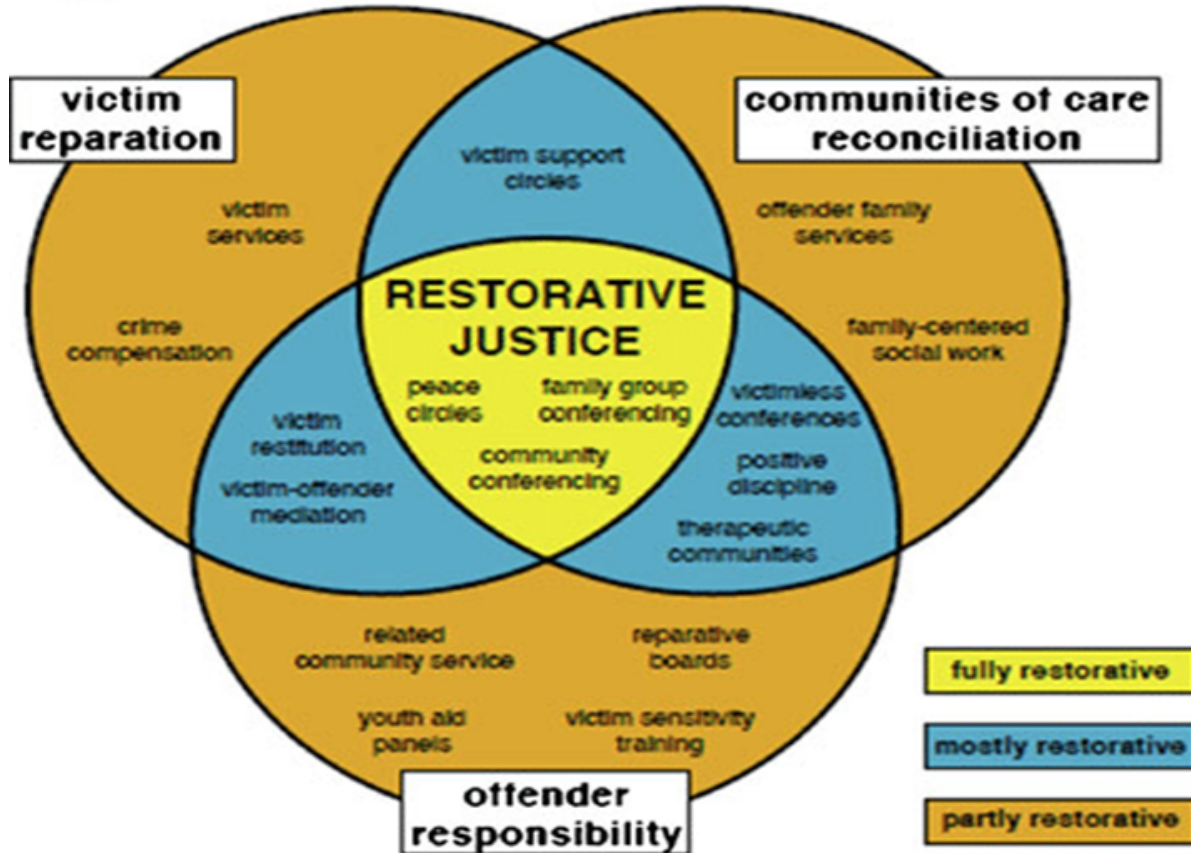 victim
reparation
communities of care
reconciliation
victim support
circles
victim
services
offender family
services
crime
compensation
family-centered
social work
RESTORATIVE
JUSTICE
peace
circles
family group
conferencing
community
conferencing
victim
restitution
victim-offender
mediation
victimless
conferences
positive
discipline
therapeutic
communities
related
community service
reparative
boards
youth aid
panels
victim sensitivity
training
offender
responsibility
fully restorative
mostly restorative
partly restorative